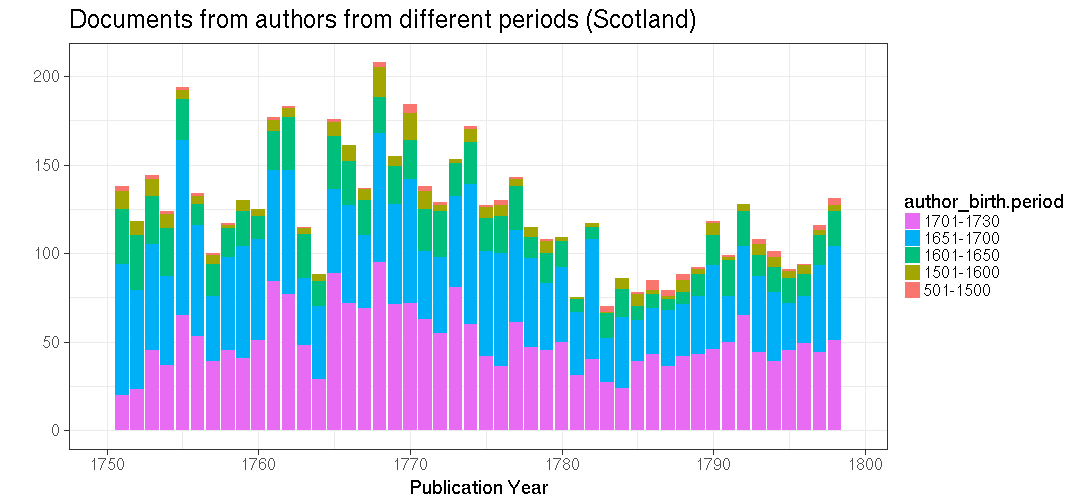 Documents from authors from different periods (Scotland)
200
150
100
50
0
1750 1760 1770 1780 1790 1800
Publication Year
author_birth.period
1701-1730
1651-1700
1601-1650
1501-1600
501-1500